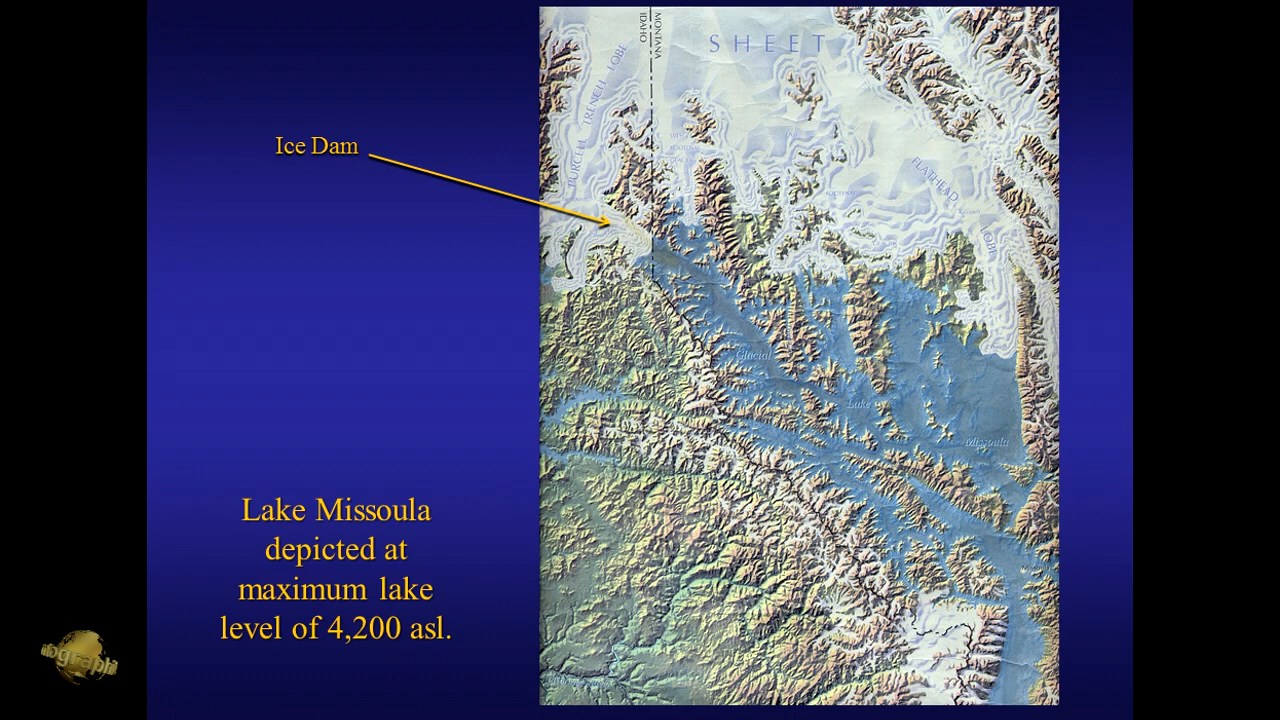 IDAHO
MONTANA
SHEET
PURCELL TRENCH LOBE
Ice Dam
FLATHEAD
LOBE
Glacial
Lake
Missoula
Lake Missoula
depicted at
maximum lake
level of 4,200 asl.